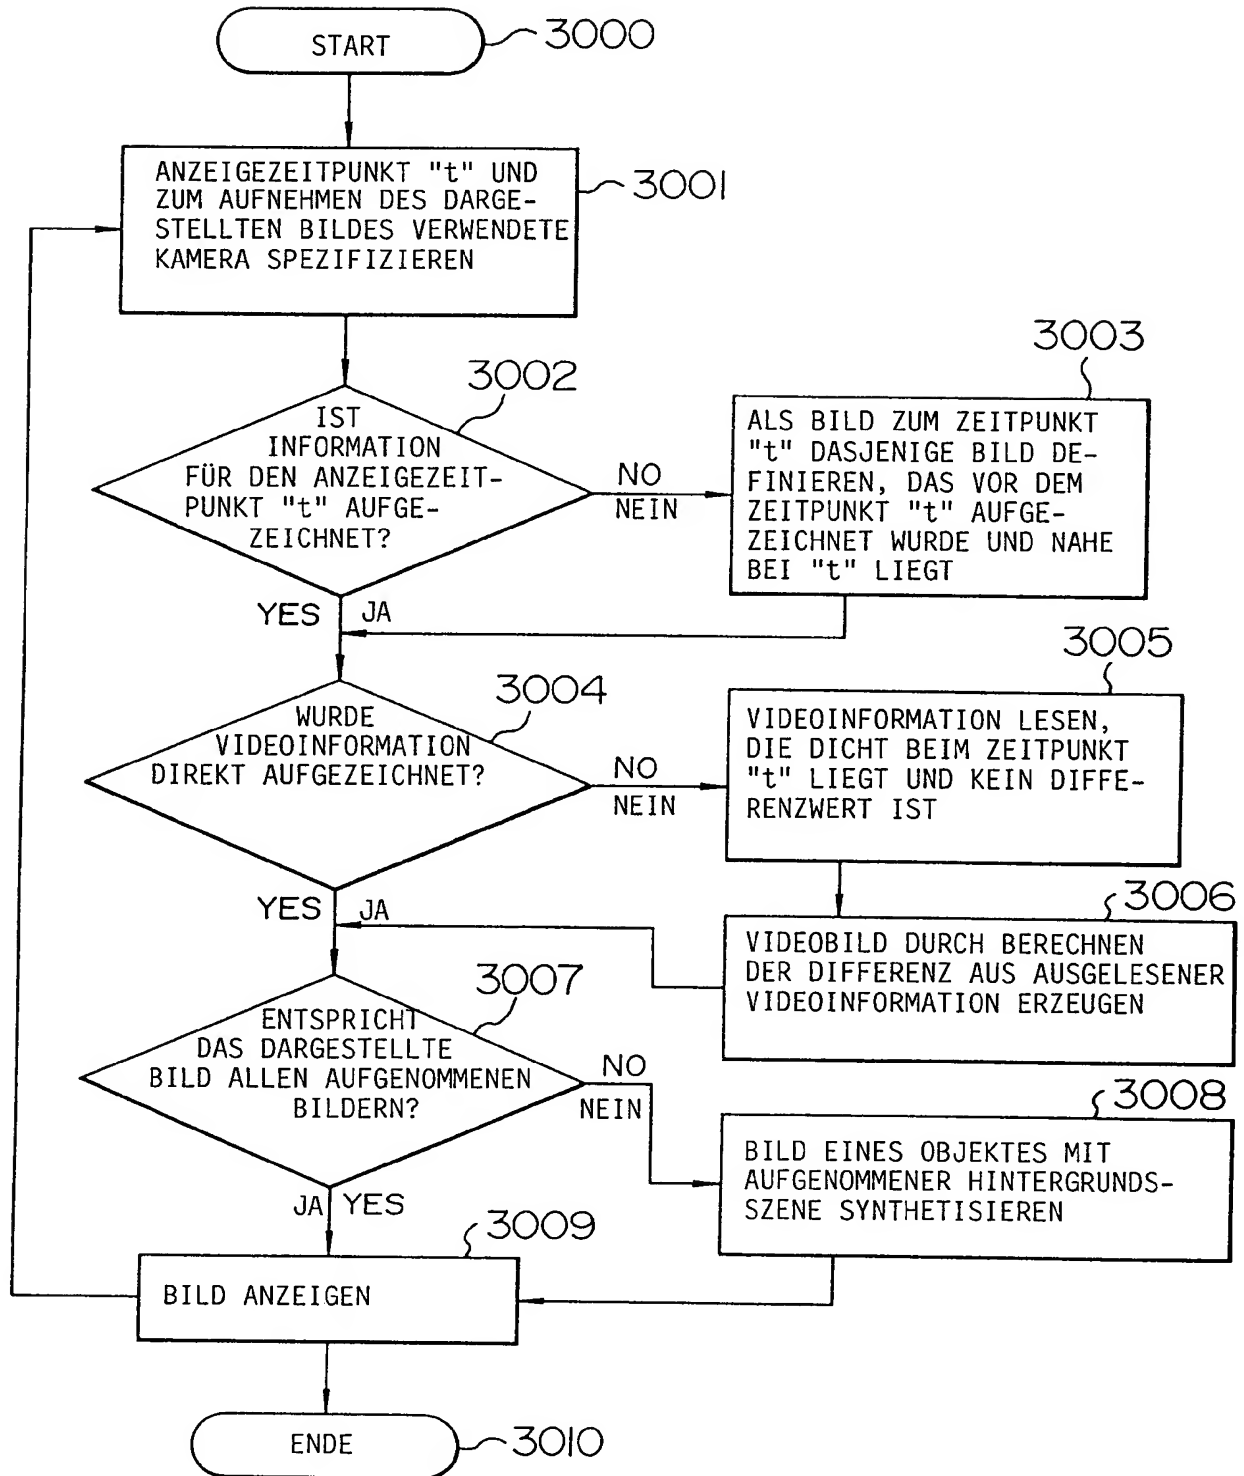 START
3000
ANZEIGEZEITPUNKT "t" UND
ZUM AUFNEHMEN DES DARGE-
STELLTEN BILDES VERWENDETE
KAMERA SPEZIFIZIEREN
3001
3002
IST
INFORMATION
FÜR DEN ANZEIGEZEIT-
PUNKT "t" AUFGE-
ZEICHNET?
NO
NEIN
3003
ALS BILD ZUM ZEITPUNKT
"t" DASJENIGE BILD DE-
FINIEREN, DAS VOR DEM
ZEITPUNKT "t" AUFGE-
ZEICHNET WURDE UND NAHE
BEI "t" LIEGT
YES JA
3004
WURDE
VIDEOINFORMATION
DIREKT AUFGEZEICHNET?
NO
NEIN
3005
VIDEOINFORMATION LESEN,
DIE DICHT BEIM ZEITPUNKT
"t" LIEGT UND KEIN DIFFE-
RENZWERT IST
YES JA
3006
VIDEOBILD DURCH BERECHNEN
DER DIFFERENZ AUS AUSGELESENER
VIDEOINFORMATION ERZEUGEN
3007
ENTSPRICHT
DAS DARGESTELLTE
BILD ALLEN AUFGENOMMENEN
BILDERN?
NO
NEIN
3008
BILD EINES OBJEKTES MIT
AUFGENOMMENER HINTERGRUNDS-
SZENE SYNTHETISIEREN
JA YES
3009
BILD ANZEIGEN
ENDE
3010